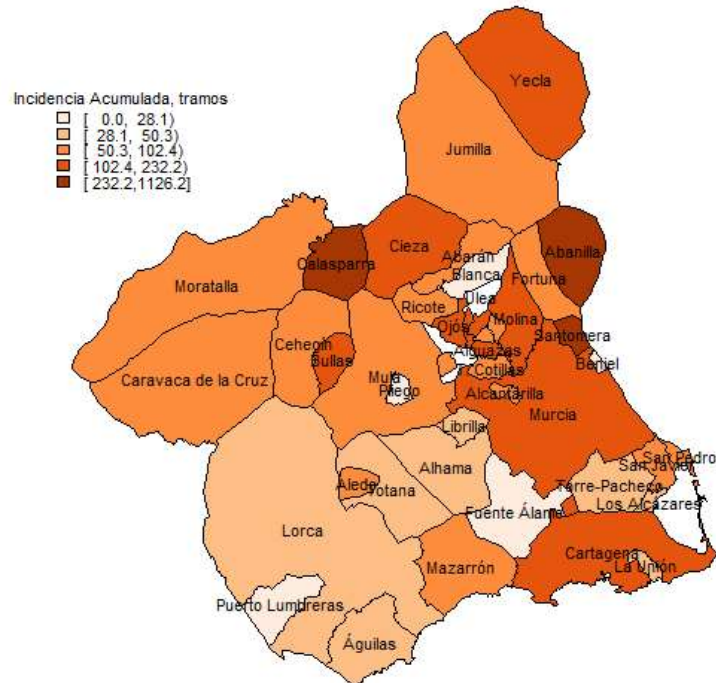 Yecla
Incidencia Acumulada, tramos
[ 0.0, 28.1)
[ 28.1, 50.3)
[ 50.3, 102.4)
[ 102.4, 232.2)
[ 232.2,1126.2]
Jumilla
Cieza
Abarán
Abanilla
Calasparra
Blanca
Fortuna
Moratalla
Ulea
Ricote
Molina
Ojós
Santomera
Cehegín
Bullas
Alguazas
Beniel
Caravaca de la Cruz
Mula
Cotillas
Pliego
Alcantarilla
Murcia
Librilla
San Pedro
Alhama
San Javier
Aledo
Totana
Torre-Pacheco
Los Alcázares
Fuente Álamo
Lorca
Cartagena
Mazarrón
La Unión
Puerto Lumbreras
Águilas